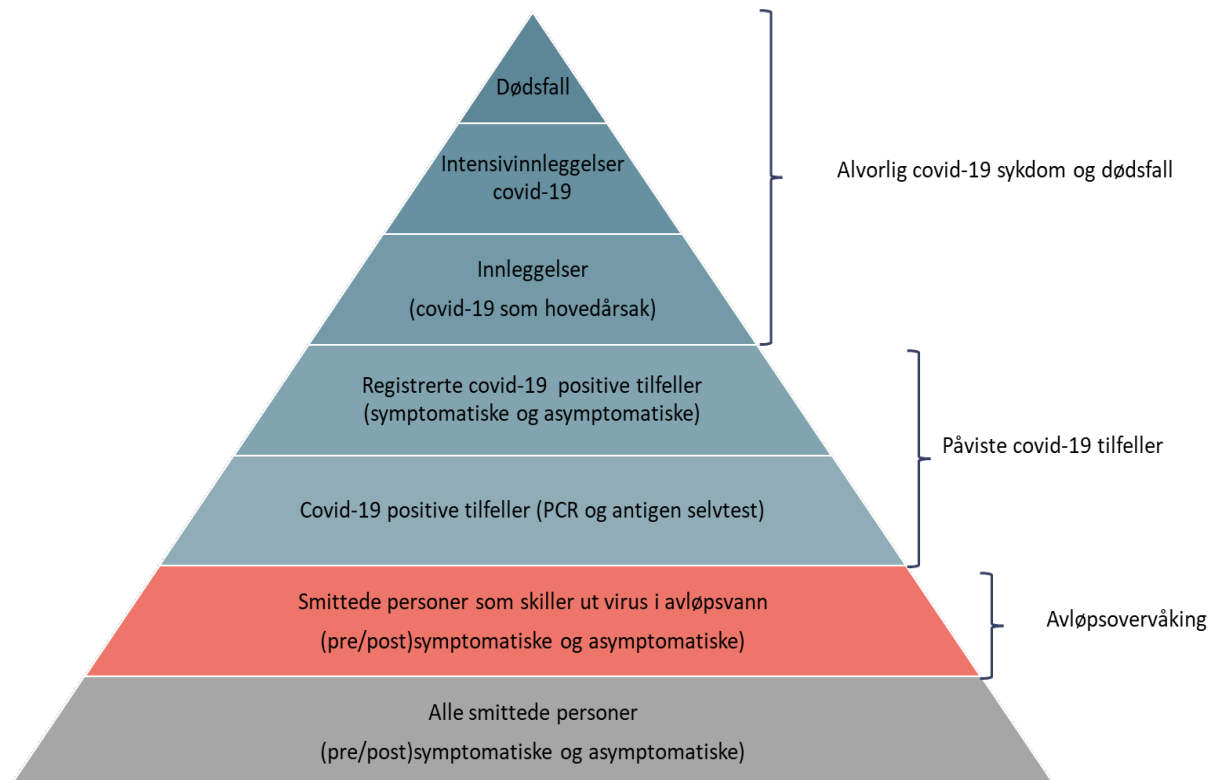 Dødsfall
Intensivinnleggelser
covid-19
Alvorlig covid-19 sykdom og dødsfall
Innleggelser
(covid-19 som hovedårsak)
Registrerte covid-19 positive tilfeller
(symptomatiske og asymptomatiske)
Påviste covid-19 tilfeller
Covid-19 positive tilfeller (PCR og antigen selvtest)
Smittede personer som skiller ut virus i avløpsvann
(pre/post)symptomatiske og asymptomatiske)
Avløpsovervåking
Alle smittede personer
(pre/post)symptomatiske og asymptomatiske)